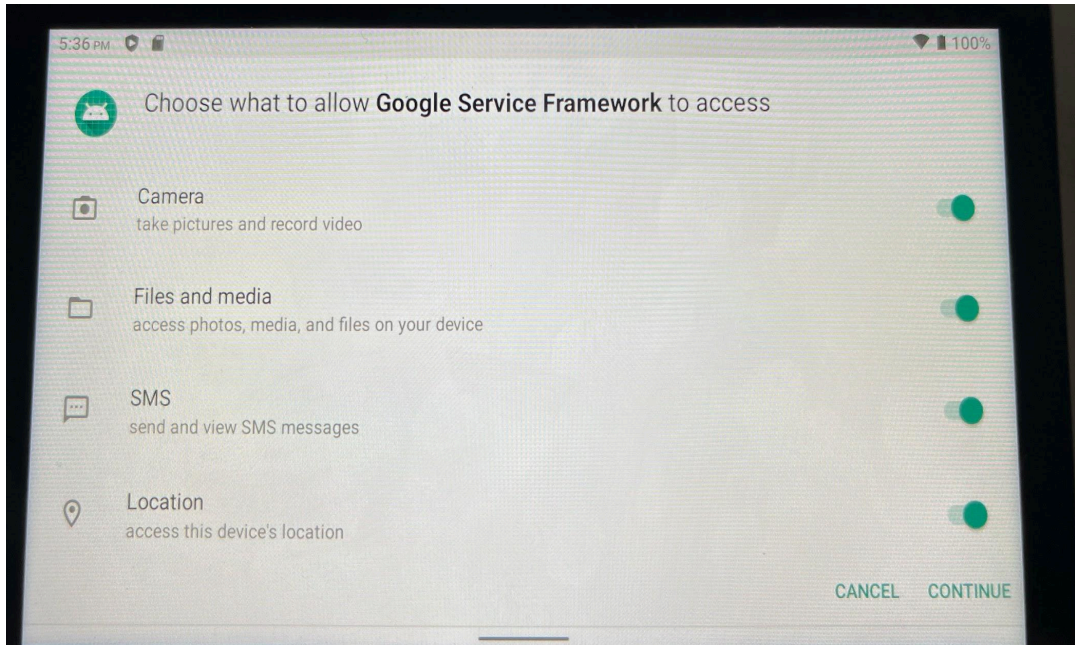 5:36 PM 100%
Choose what to allow Google Service Framework to access
Camera
take pictures and record video
Files and media
access photos, media, and files on your device
SMS
send and view SMS messages
Location
access this device's location
CANCEL CONTINUE